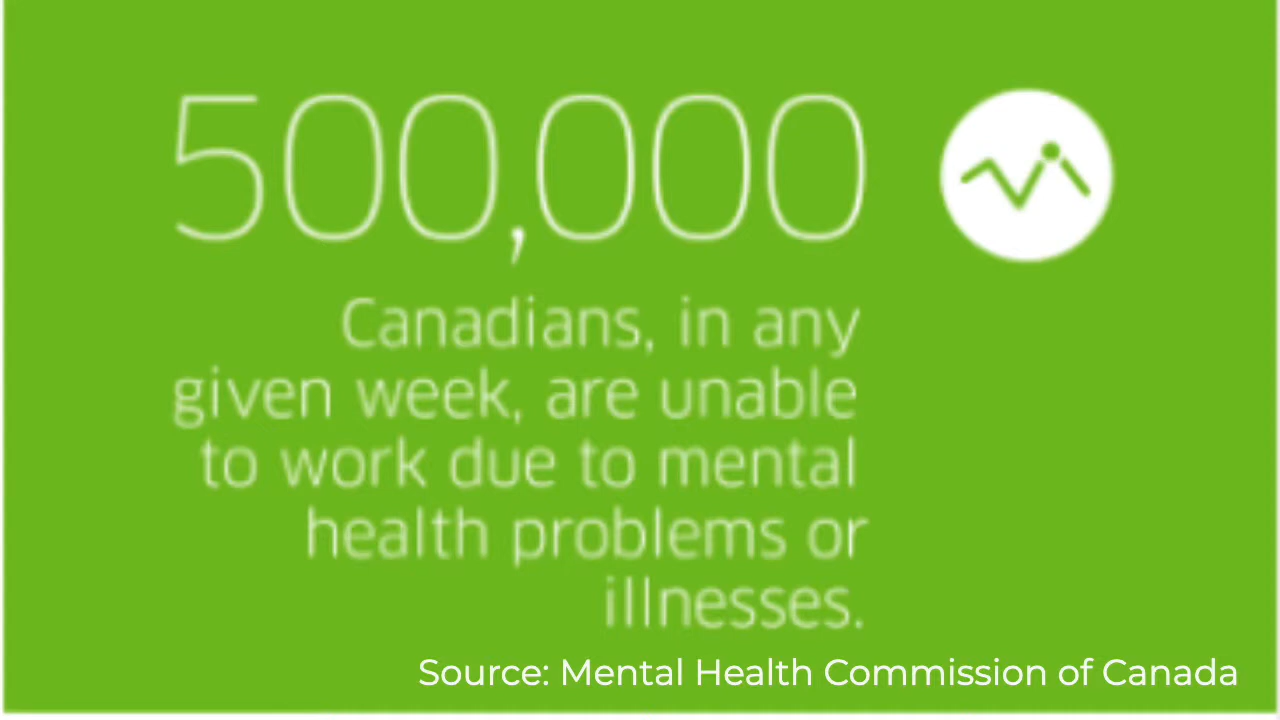 500,000
Canadians, in any
given week, are unable
to work due to mental
health problems or
illnesses.
Source: Mental Health Commission of Canada